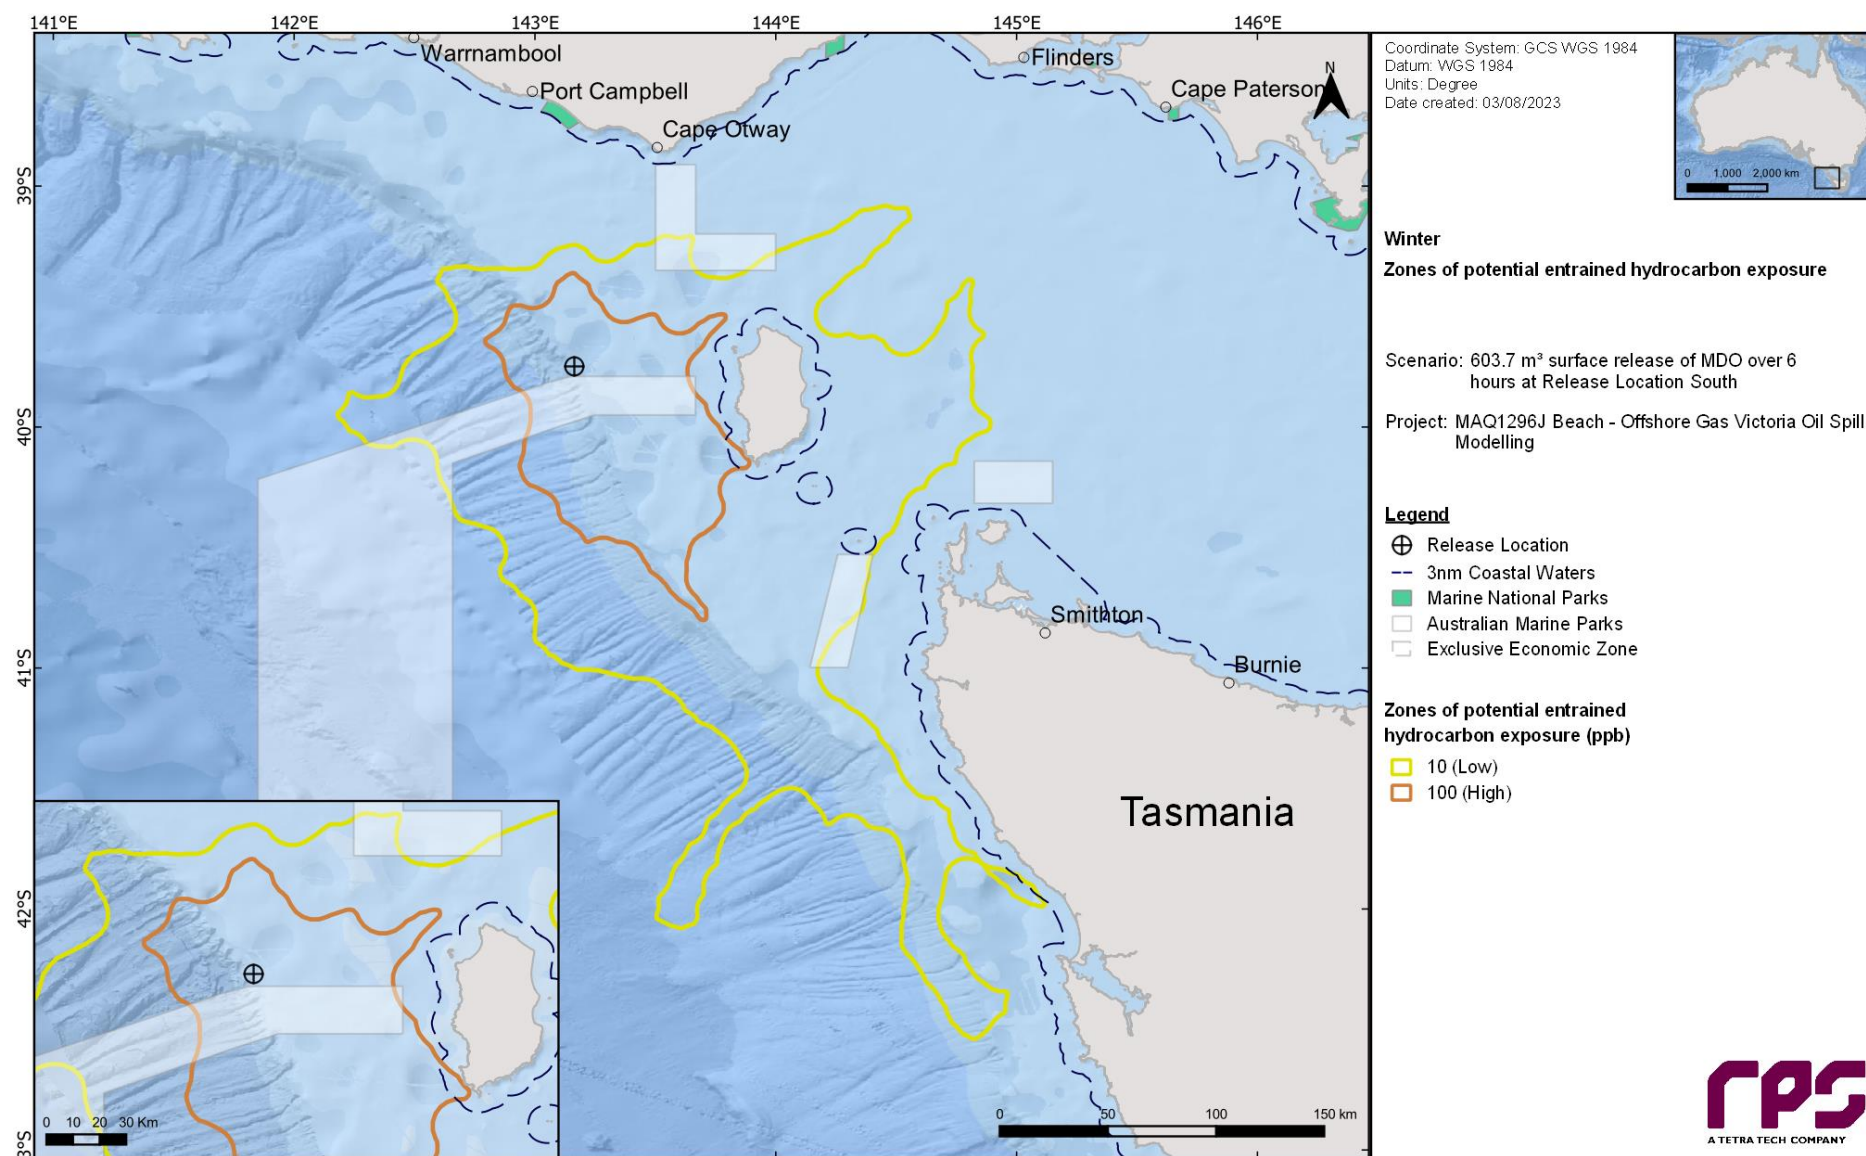 141°E 142°E 143°E 144°E 145°E 146°E
39°S
40°S
41°S
42°S
Warrnambool
Port Campbell
Cape Otway
Flinders
Cape Paterson
Smithton
Burnie
Tasmania
0 10 20 30 Km
0 50 100 150 km
Coordinate System: GCS WGS 1984
Datum: WGS 1984
Units: Degree
Date created: 03/08/2023
N
0 1,000 2,000 km
Winter
Zones of potential entrained hydrocarbon exposure
Scenario: 603.7 m³ surface release of MDO over 6
hours at Release Location South
Project: MAQ1296J Beach - Offshore Gas Victoria Oil Spill
Modelling
Legend
Release Location
3nm Coastal Waters
Marine National Parks
Australian Marine Parks
Exclusive Economic Zone
Zones of potential entrained
hydrocarbon exposure (ppb)
10 (Low)
100 (High)
rps
A TETRA TECH COMPANY